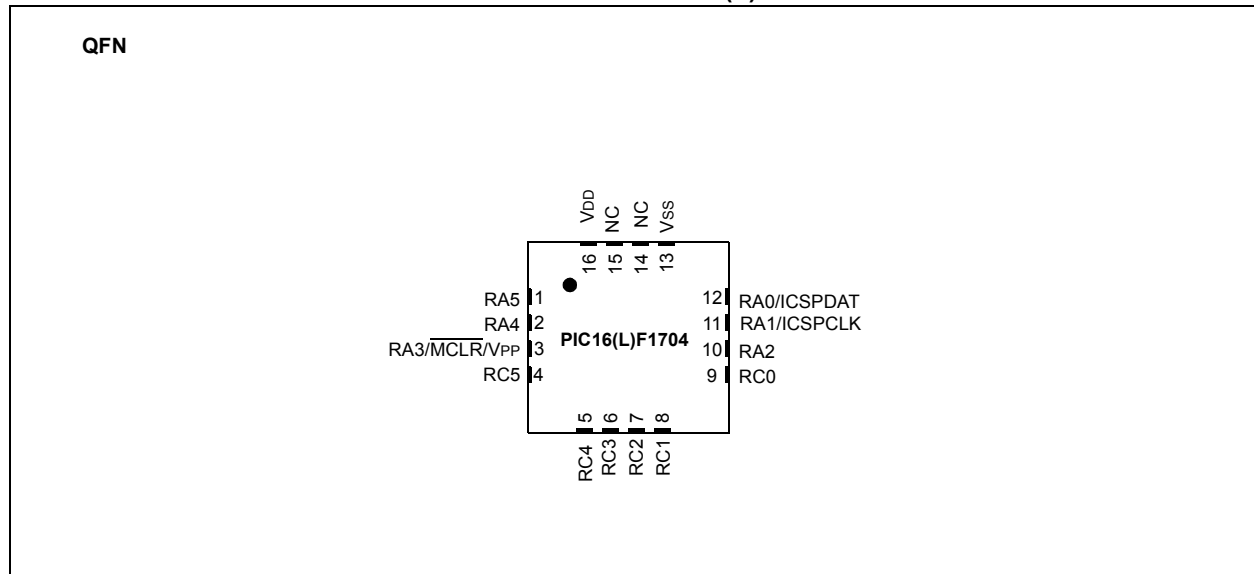 QFN
VDD
NC
NC
VSS
16
15
14
13
RA5 1
RA4 2
RA3/MCLR/VPP 3
RC5 4
PIC16(L)F1704
12 RA0/ICSPDAT
11 RA1/ICSPCLK
10 RA2
9 RC0
5
6
7
8
RC4
RC3
RC2
RC1